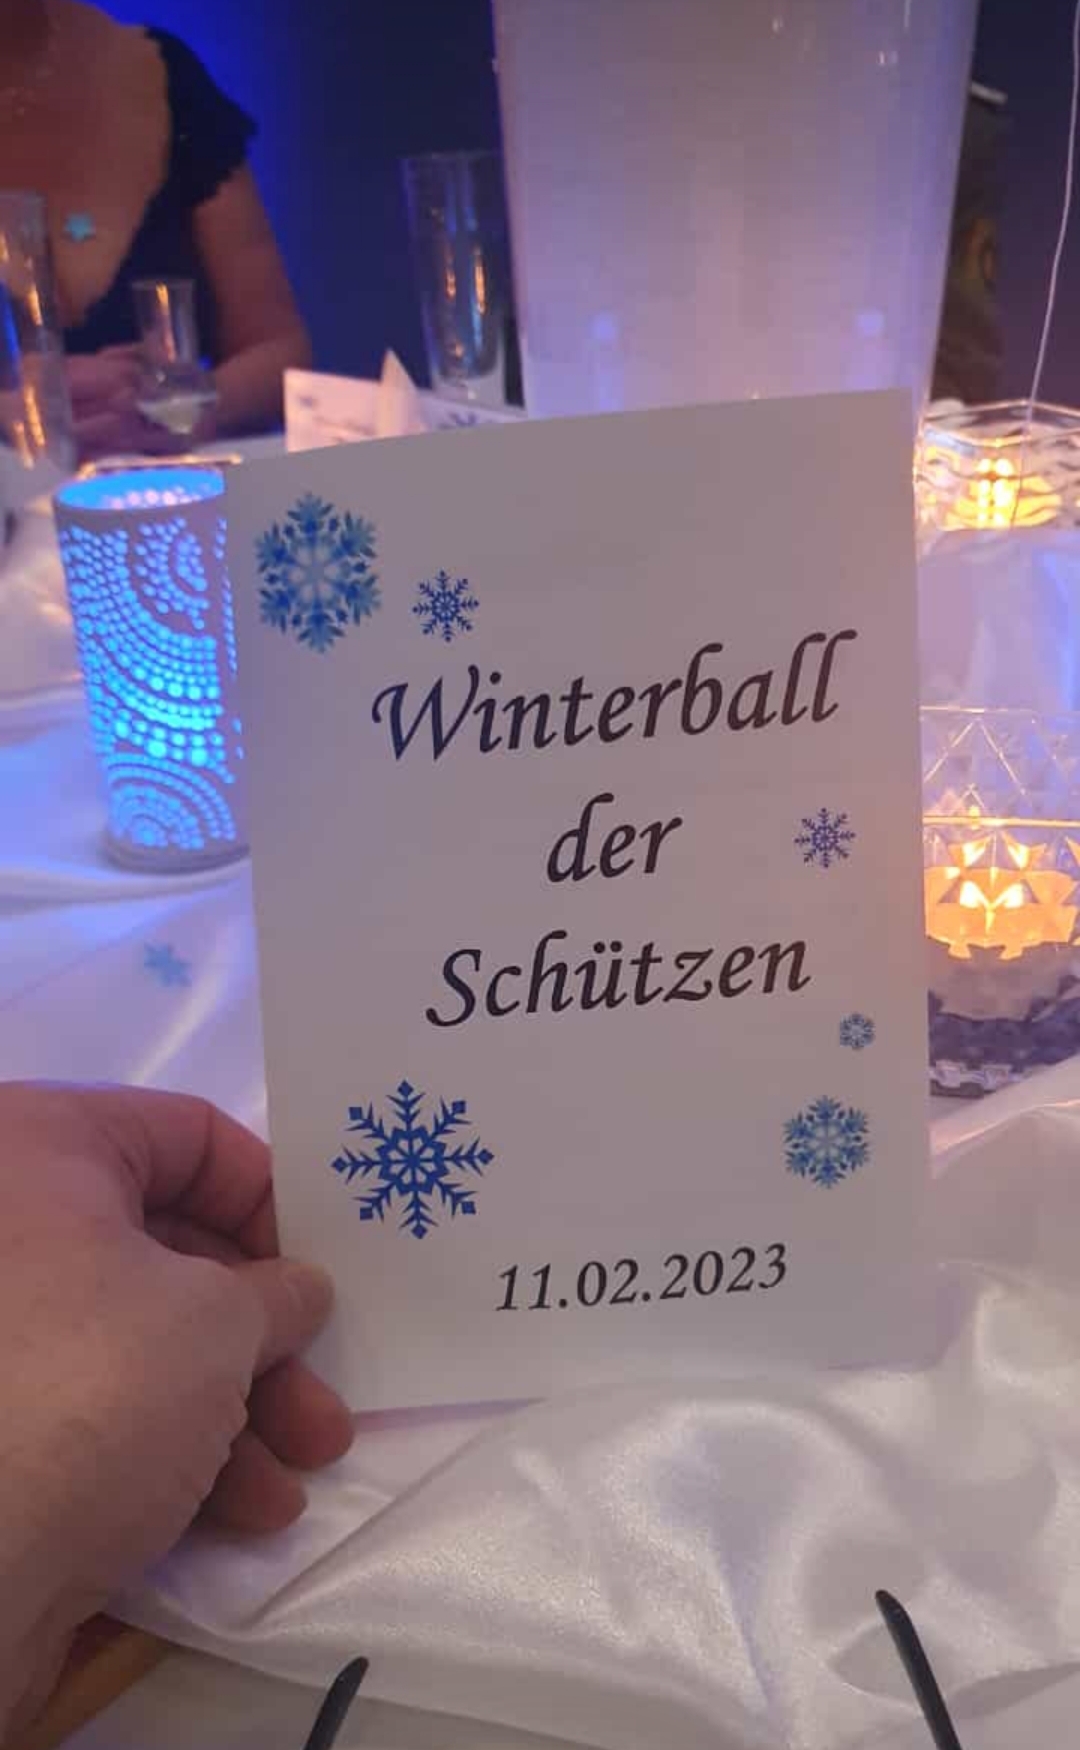 Winterball
der
Schützen
11.02.2023